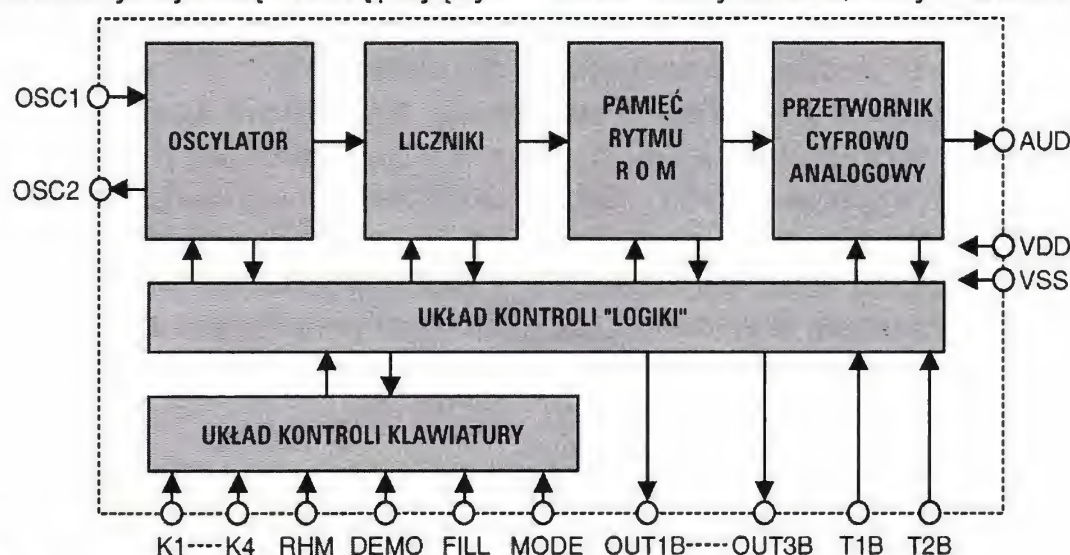 OSC1
OSC2
OSCYLATOR
LICZNIKI
PAMIĘĆ
RYTMU
R O M
PRZETWORNIK
CYFROWO
ANALOGOWY
AUD
VDD
VSS
UKŁAD KONTROLI "LOGIKI"
UKŁAD KONTROLI KLAWIATURY
K1----K4 RHM DEMO FILL MODE OUT1B-----OUT3B T1B T2B